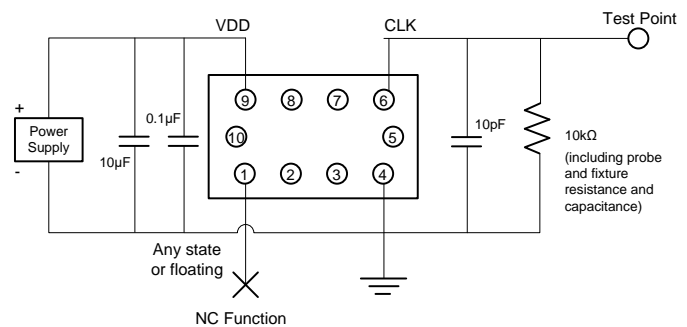 VDD
CLK
Test Point
+
Power
Supply
-
10µF
0.1µF
9
8
7
6
10
5
1
2
3
4
10pF
10kΩ
(including probe
and fixture
resistance and
capacitance)
Any state
or floating
NC Function